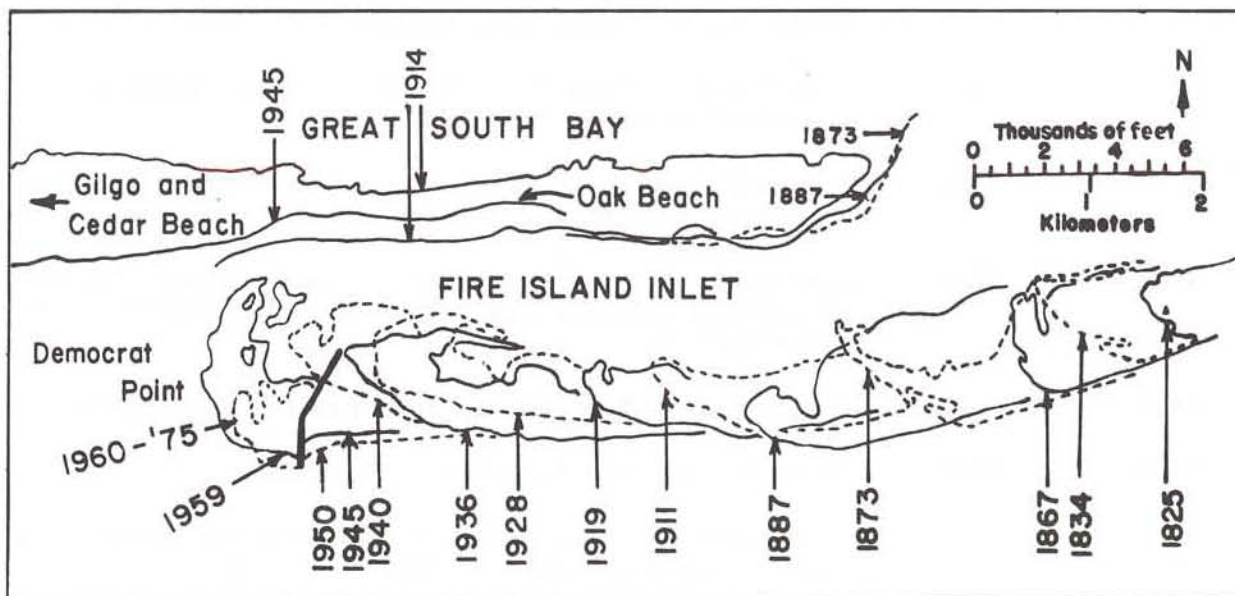 N
1945
1914
GREAT SOUTH BAY
1873
Thousands of feet
0 2 4 6
0 1 2
Kilometers
Gilgo and
Cedar Beach
Oak Beach
1887
FIRE ISLAND INLET
Democrat
Point
1960-'75
1959
1950
1945
1940
1936
1928
1919
1911
1887
1873
1867
1834
1825